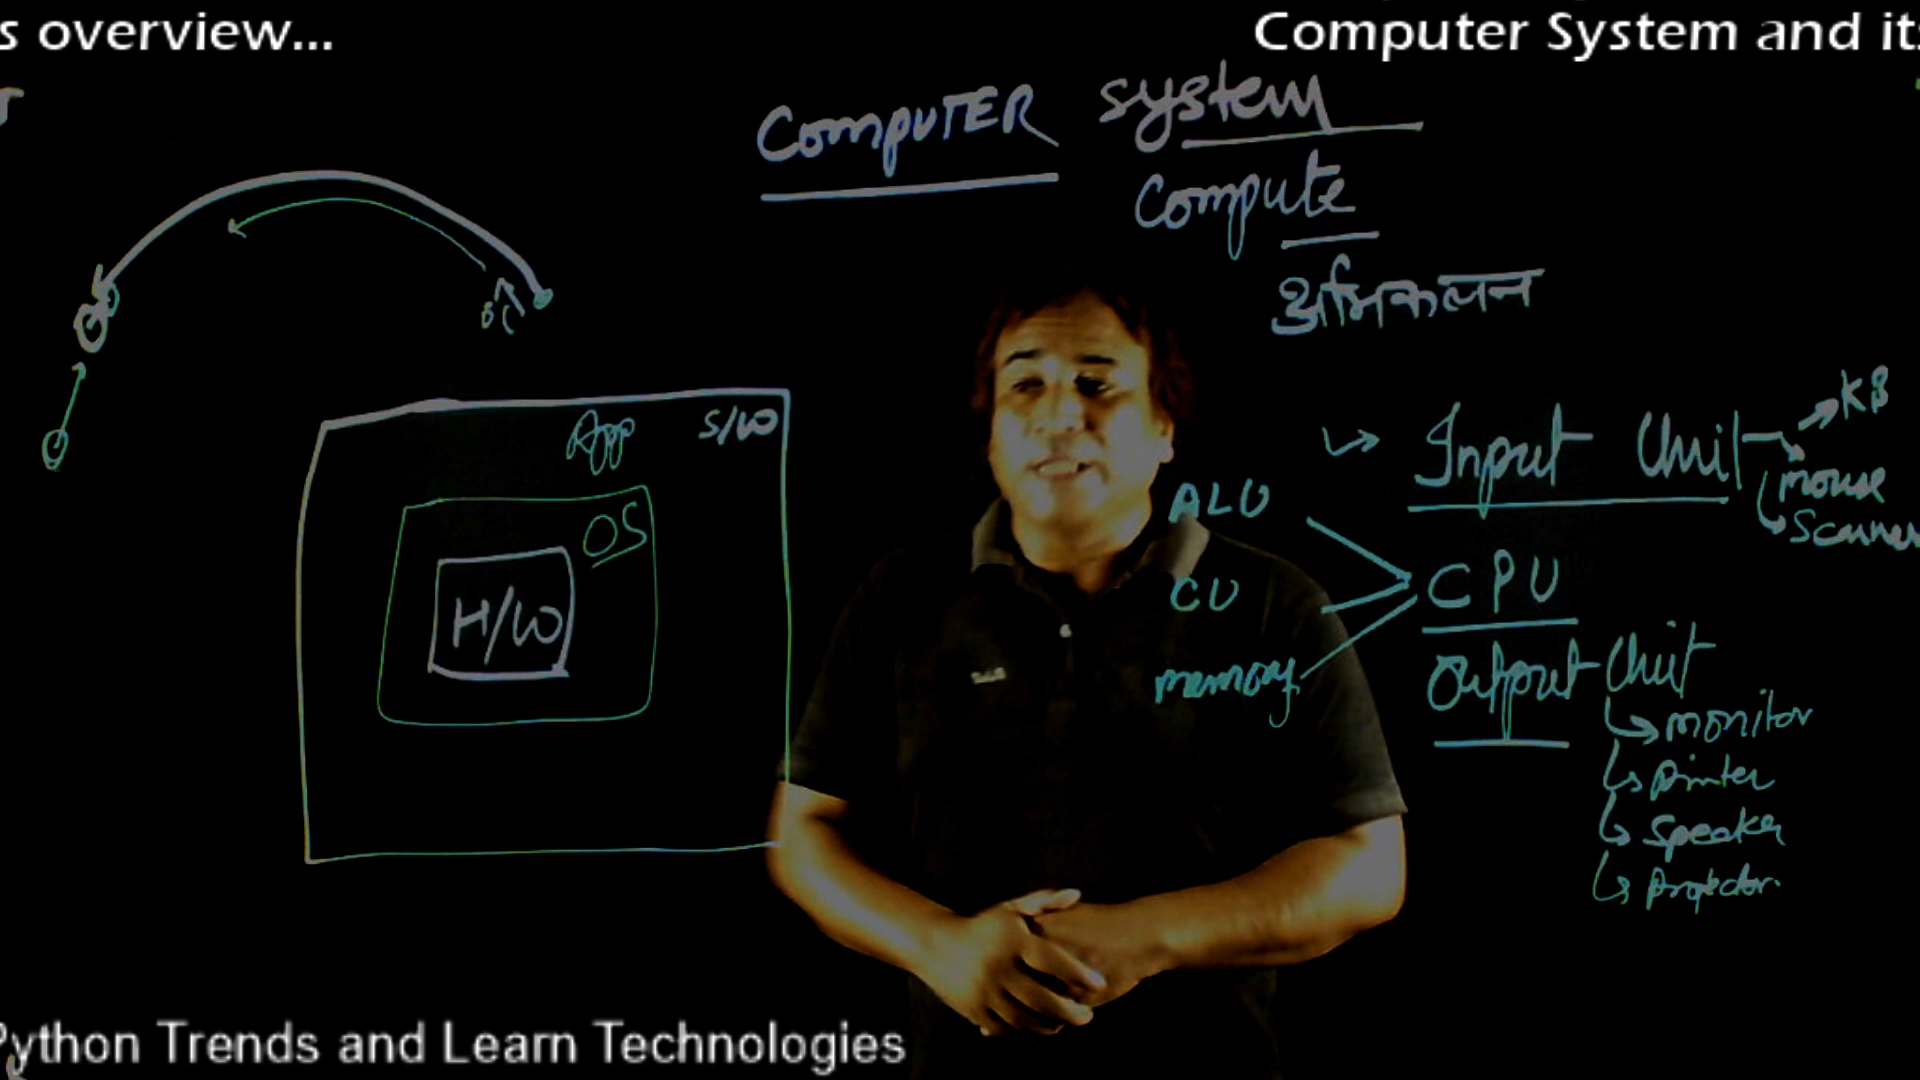 s overview...
Computer System and its
COMPUTER system
Compute
अभिकलन
App
S/W
OS
H/W
Input Unit
KB
mouse
Scanner
ALU
CU
memory
CPU
Output Unit
monitor
printer
Speaker
projector
Python Trends and Learn Technologies